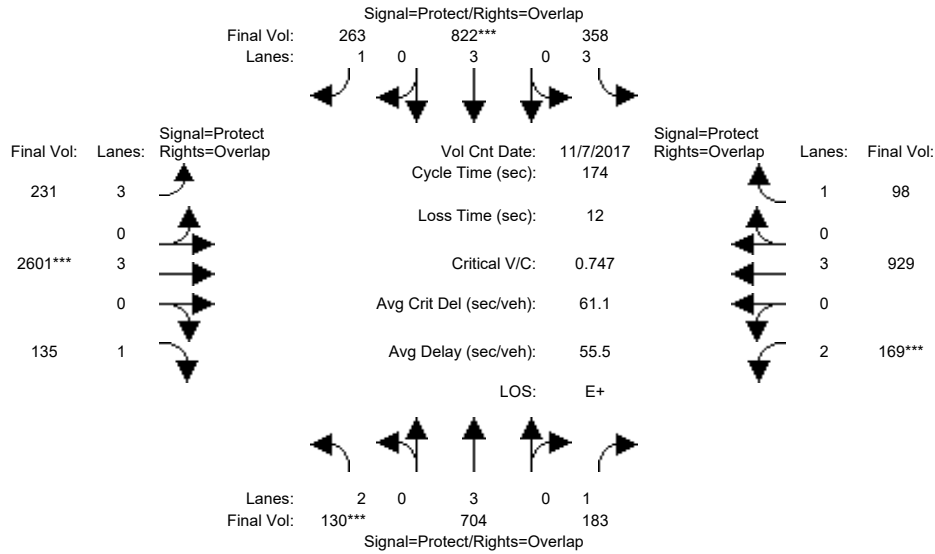 Signal=Protect/Rights=Overlap
Final Vol: 263 822*** 358
Lanes: 1 0 3 0 3
Signal=Protect
Final Vol: Lanes: Rights=Overlap
Vol Cnt Date: 11/7/2017
Signal=Protect
Rights=Overlap Lanes: Final Vol:
Cycle Time (sec): 174
231 3 1 98
Loss Time (sec): 12
0 0
2601*** 3 Critical V/C: 0.747 3 929
0 Avg Crit Del (sec/veh): 61.1 0
135 1 Avg Delay (sec/veh): 55.5 2 169***
LOS: E+
Lanes: 2 0 3 0 1
Final Vol: 130*** 704 183
Signal=Protect/Rights=Overlap